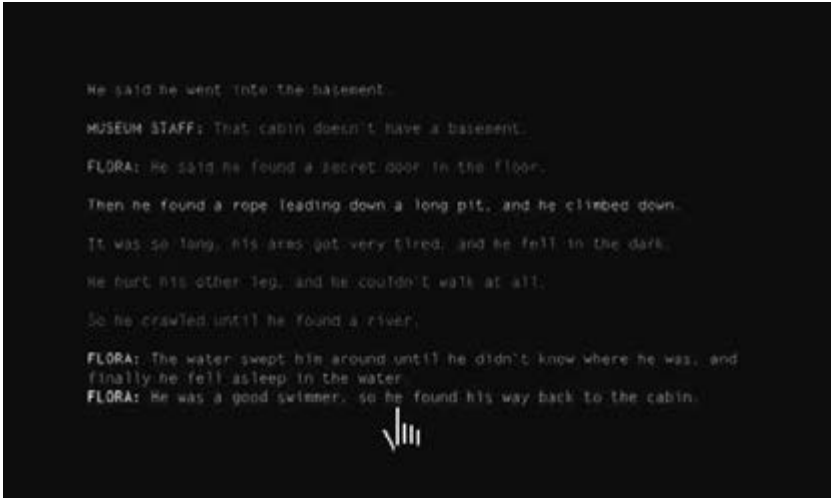 He said he went into the basement.
MUSEUM STAFF: That cabin doesn't have a basement.
FLORA: He said he found a secret door in the floor.
Then he found a rope leading down a long pit, and he climbed down.
It was so long, his arms got very tired, and he fell in the dark.
He hurt his other leg, and he couldn't walk at all.
So he crawled until he found a river.
FLORA: The water swept him around until he didn't know where he was, and
finally he fell asleep in the water.
FLORA: He was a good swimmer, so he found his way back to the cabin.